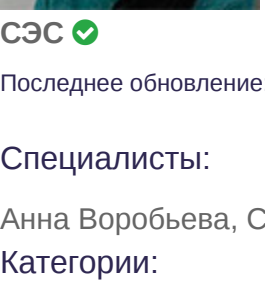 СЭС
Последнее обновление
Специалисты:
Анна Воробьева, С
Категории: